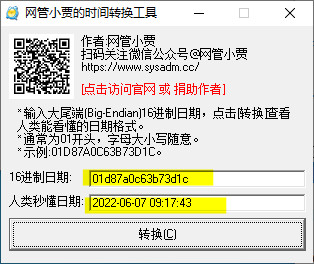 网管小贾的时间转换工具
作者:网管小贾
扫码关注微信公众号@网管小贾
https://www.sysadm.cc/
[点击访问官网 或 捐助作者]
*输入大尾端(Big-Endian)16进制日期，点击[转换]查看
人类能看懂的日期格式。
*通常为01开头，字母大小写随意。
*示例:01D87A0C63B73D1C。
16进制日期:
01d87a0c63b73d1c
人类秒懂日期:
2022-06-07 09:17:43
转换(C)